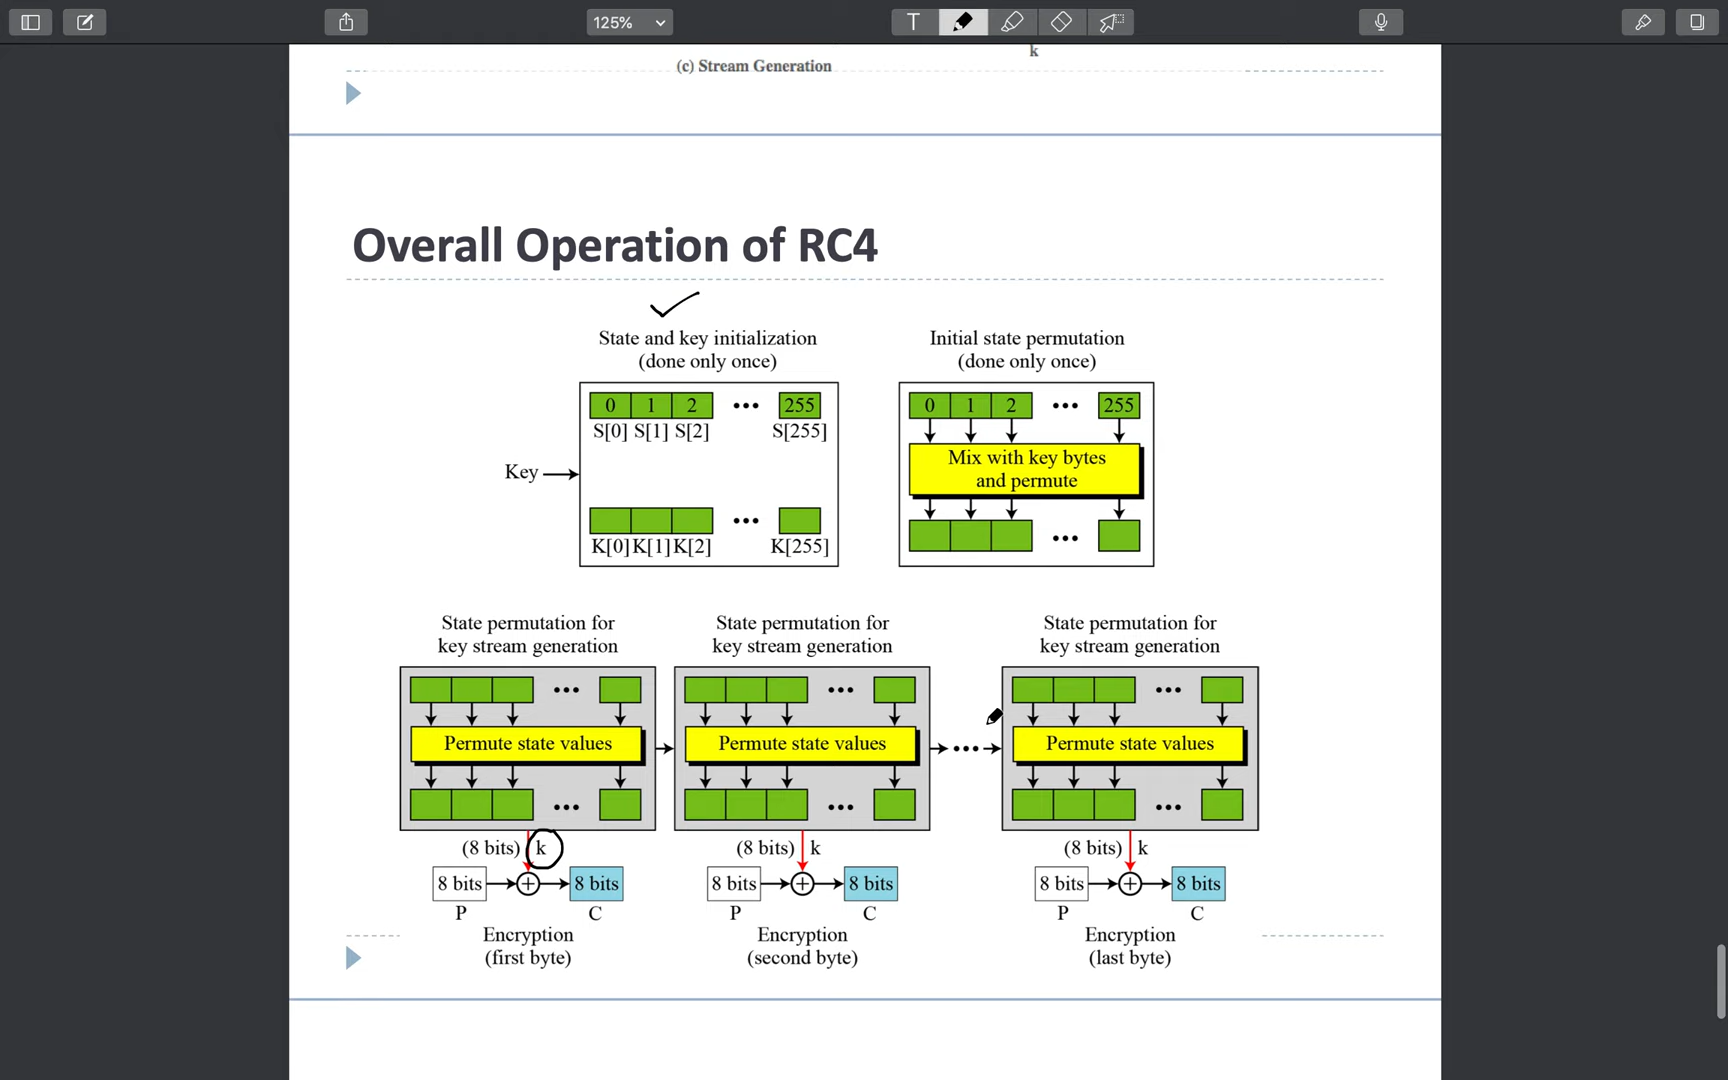 125%
T
k
(c) Stream Generation
Overall Operation of RC4
State and key initialization
(done only once)
0 1 2 ••• 255
S[0] S[1] S[2] S[255]
Key
•••
K[0] K[1] K[2] K[255]
Initial state permutation
(done only once)
0 1 2 ••• 255
Mix with key bytes
and permute
•••
State permutation for
key stream generation
•••
Permute state values
•••
(8 bits) k
8 bits + 8 bits
P C
Encryption
(first byte)
State permutation for
key stream generation
•••
Permute state values
•••
(8 bits) k
8 bits + 8 bits
P C
Encryption
(second byte)
•••
State permutation for
key stream generation
•••
Permute state values
•••
(8 bits) k
8 bits + 8 bits
P C
Encryption
(last byte)